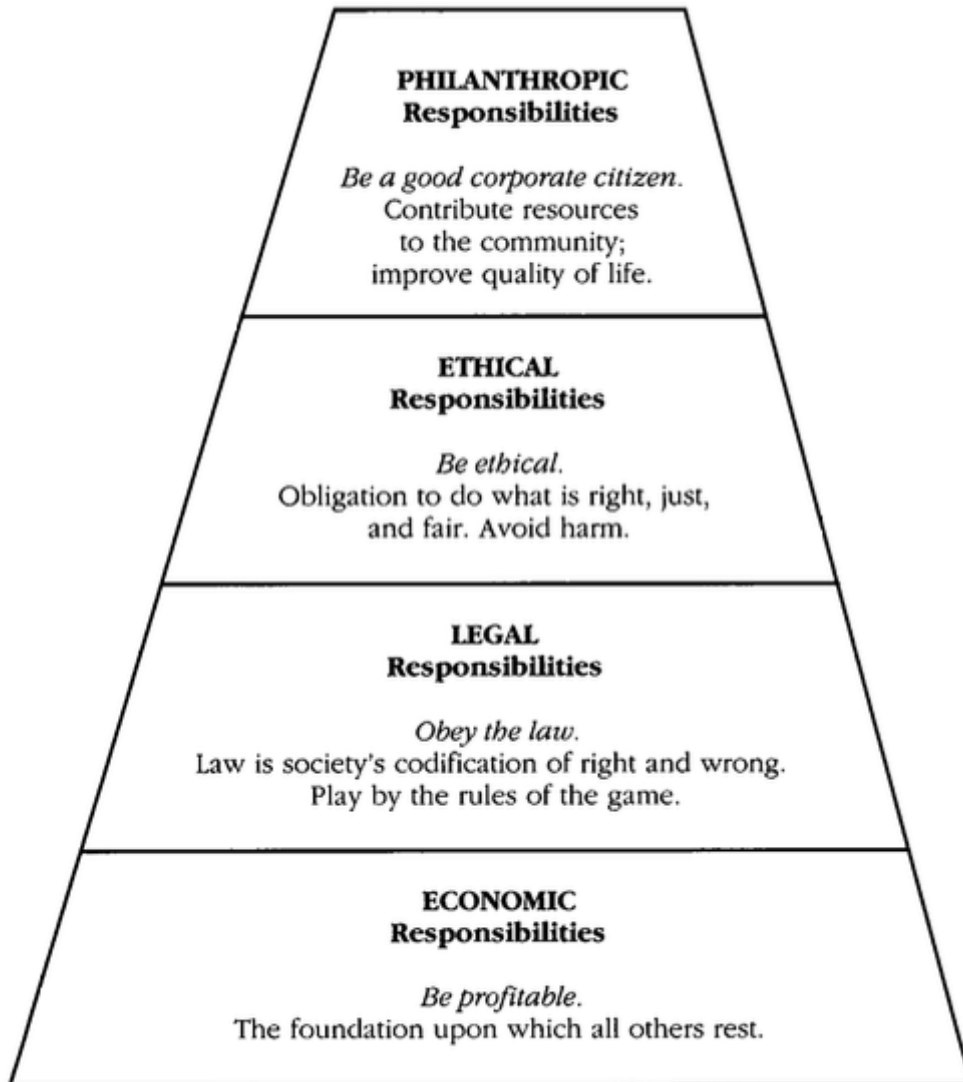 PHILANTHROPIC
Responsibilities
Be a good corporate citizen.
Contribute resources
to the community;
improve quality of life.
ETHICAL
Responsibilities
Be ethical.
Obligation to do what is right, just,
and fair. Avoid harm.
LEGAL
Responsibilities
Obey the law.
Law is society's codification of right and wrong.
Play by the rules of the game.
ECONOMIC
Responsibilities
Be profitable.
The foundation upon which all others rest.